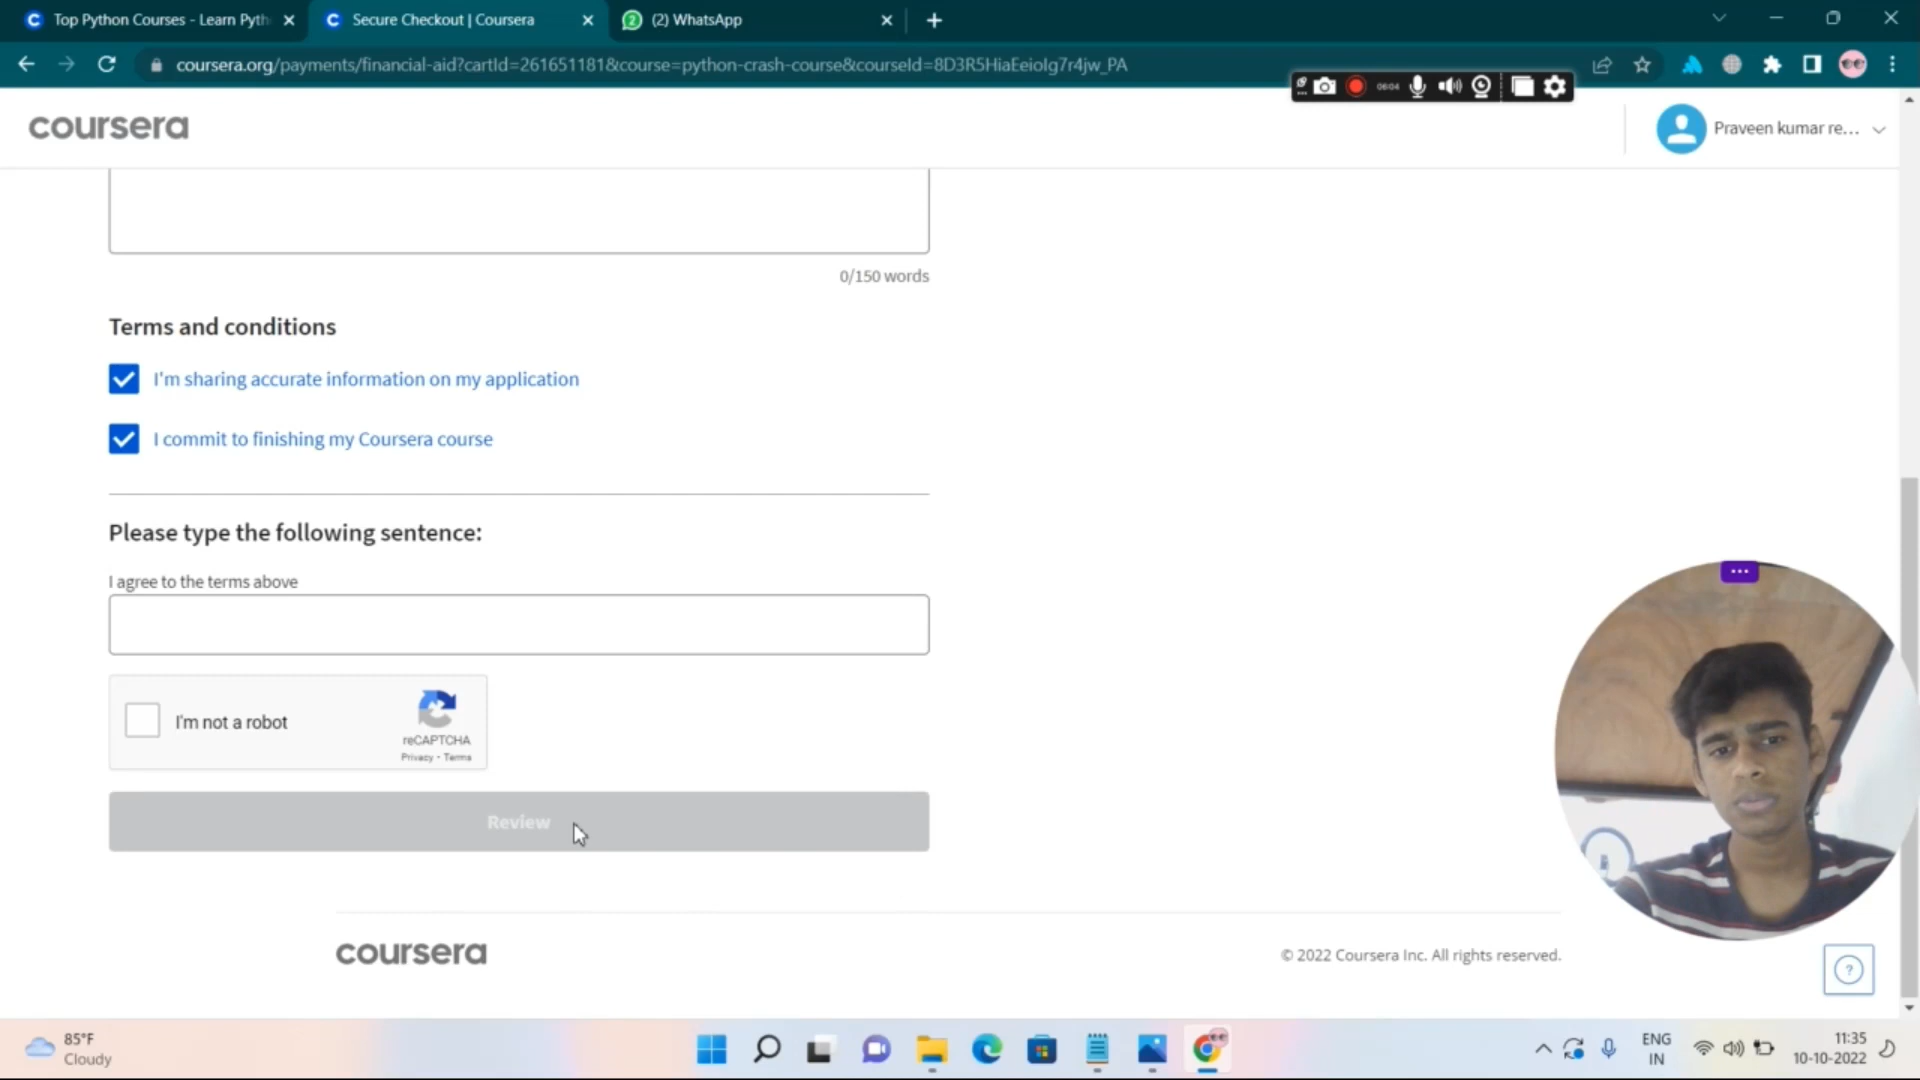 Top Python Courses - Learn Pyth
Secure Checkout | Coursera
(2) WhatsApp
coursera.org/payments/financial-aid?cartId=261651181&course=python-crash-course&courseId=8D3R5HiaEeiolg7r4jw_PA
06:04
coursera
Praveen kumar re...
0/150 words
Terms and conditions
I'm sharing accurate information on my application
I commit to finishing my Coursera course
Please type the following sentence:
I agree to the terms above
I'm not a robot
reCAPTCHA
Privacy - Terms
Review
coursera
© 2022 Coursera Inc. All rights reserved.
85°F
Cloudy
ENG
IN
11:35
10-10-2022